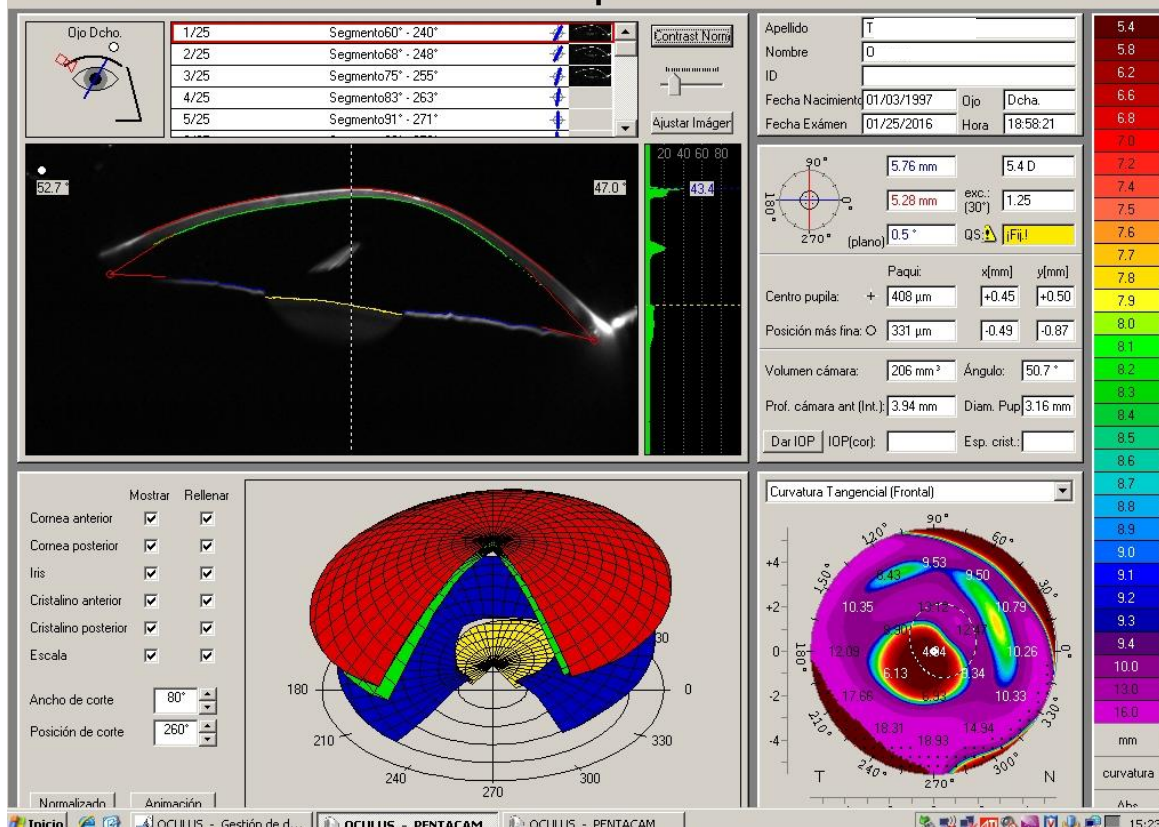 Ojo Dcho.
1/25 Segmento60° - 240°
2/25 Segmento68° - 248°
3/25 Segmento75° - 255°
4/25 Segmento83° - 263°
5/25 Segmento91° - 271°
Contrast Norm
Ajustar Imáger
52.7°
47.0°
20 40 60 80
43.4
Apellido T
Nombre O
ID
Fecha Nacimiento 01/03/1997 Ojo Dcha.
Fecha Exámen 01/25/2016 Hora 18:58:21
90°
180°
0°
270°
(plano)
5.76 mm 5.4 D
5.28 mm exc.: (30°) 1.25
0.5° QS: ¡Fij.!
Paqui: x[mm] y[mm]
Centro pupila: + 408 µm +0.45 +0.50
Posición más fina: O 331 µm -0.49 -0.87
Volumen cámara: 206 mm³ Ángulo: 50.7°
Prof. cámara ant (Int.): 3.94 mm Diam. Pup 3.16 mm
Dar IOP IOP(cor): Esp. crist.:
Mostrar Rellenar
Cornea anterior
Cornea posterior
Iris
Cristalino anterior
Cristalino posterior
Escala
Ancho de corte 80°
Posición de corte 260°
Normalizado Animación
180
210
240
270
300
330
0
30
Curvatura Tangencial (Frontal)
90°
120° 60°
150° 30°
180° 0°
210° 330°
240° 300°
270°
+4
+2
0
-2
-4
9.53
8.43 9.50
10.35 10.79
12.09 10.26
6.13
17.66 10.33
18.31 14.94
18.93
T N
5.4
5.8
6.2
6.6
6.8
7.0
7.2
7.4
7.5
7.6
7.7
7.8
7.9
8.0
8.1
8.2
8.3
8.4
8.5
8.6
8.7
8.8
8.9
9.0
9.1
9.2
9.3
9.4
10.0
13.0
16.0
mm
curvatura
Abs
Inicio
OCULUS - Gestión de d...
OCULUS - PENTACAM
OCULUS - PENTACAM
15:23